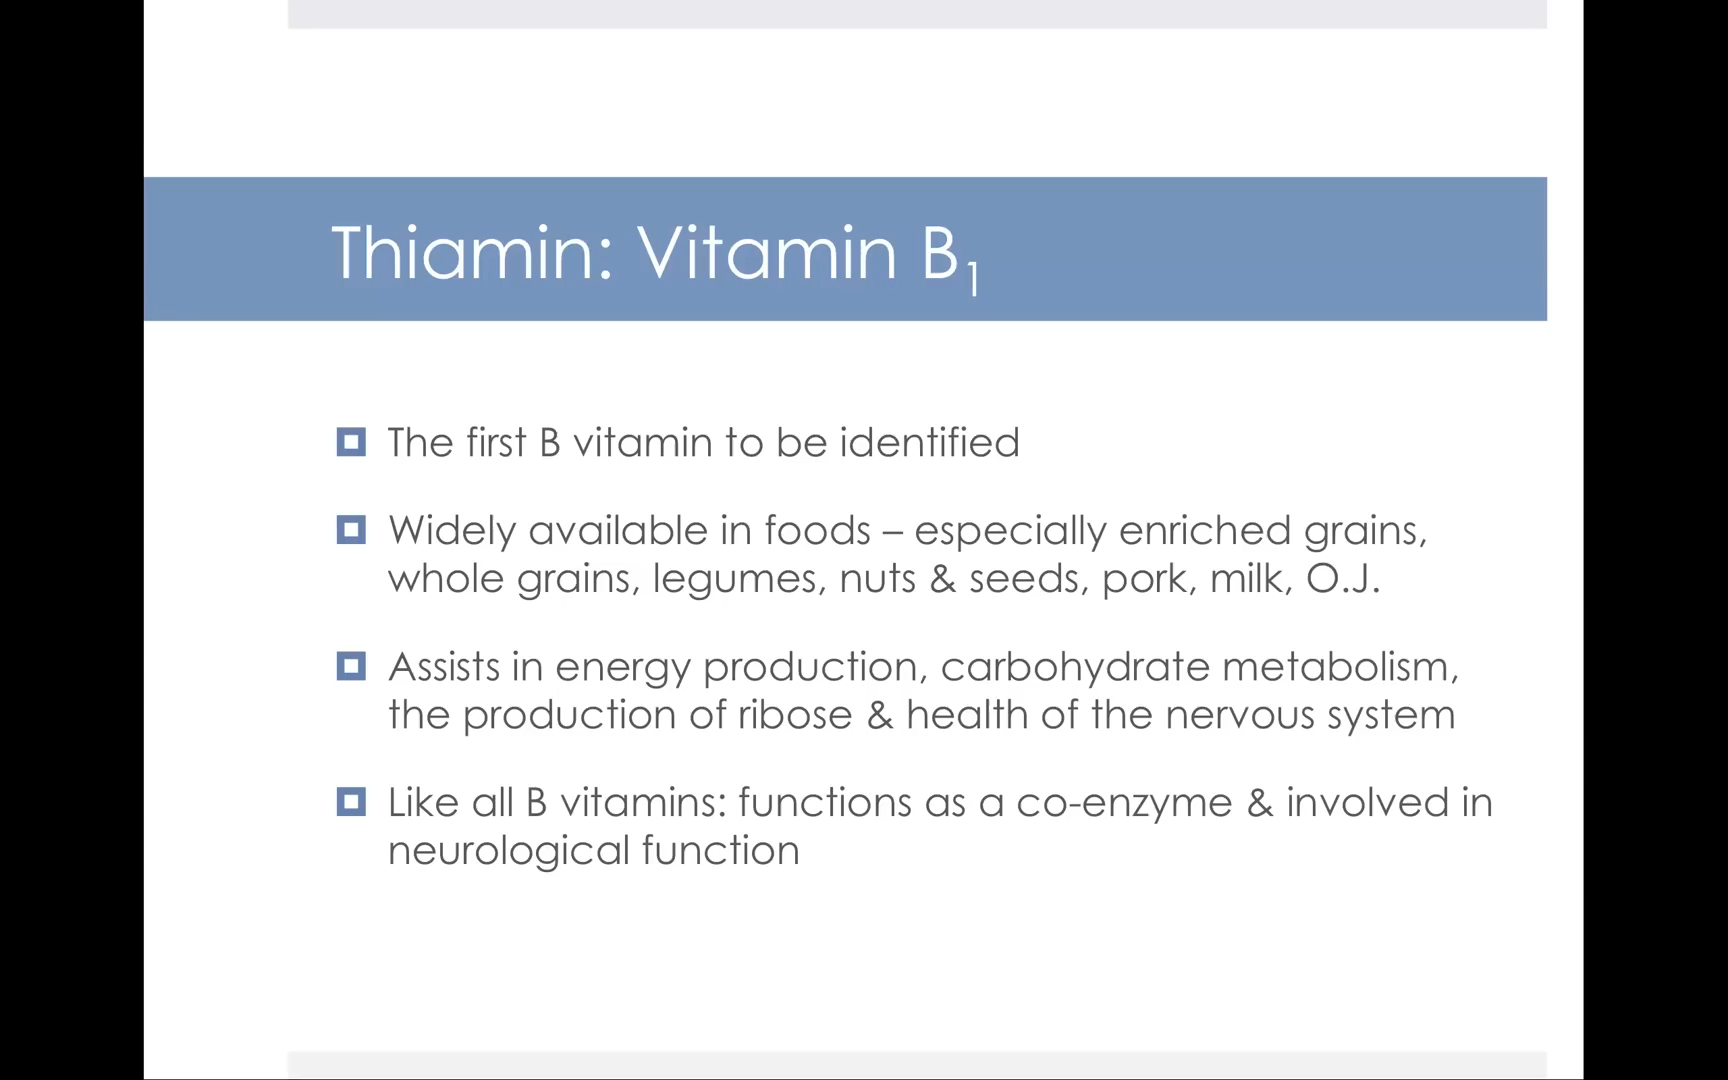 Thiamin: Vitamin B₁
The first B vitamin to be identified
Widely available in foods – especially enriched grains,
whole grains, legumes, nuts & seeds, pork, milk, O.J.
Assists in energy production, carbohydrate metabolism,
the production of ribose & health of the nervous system
Like all B vitamins: functions as a co-enzyme & involved in
neurological function